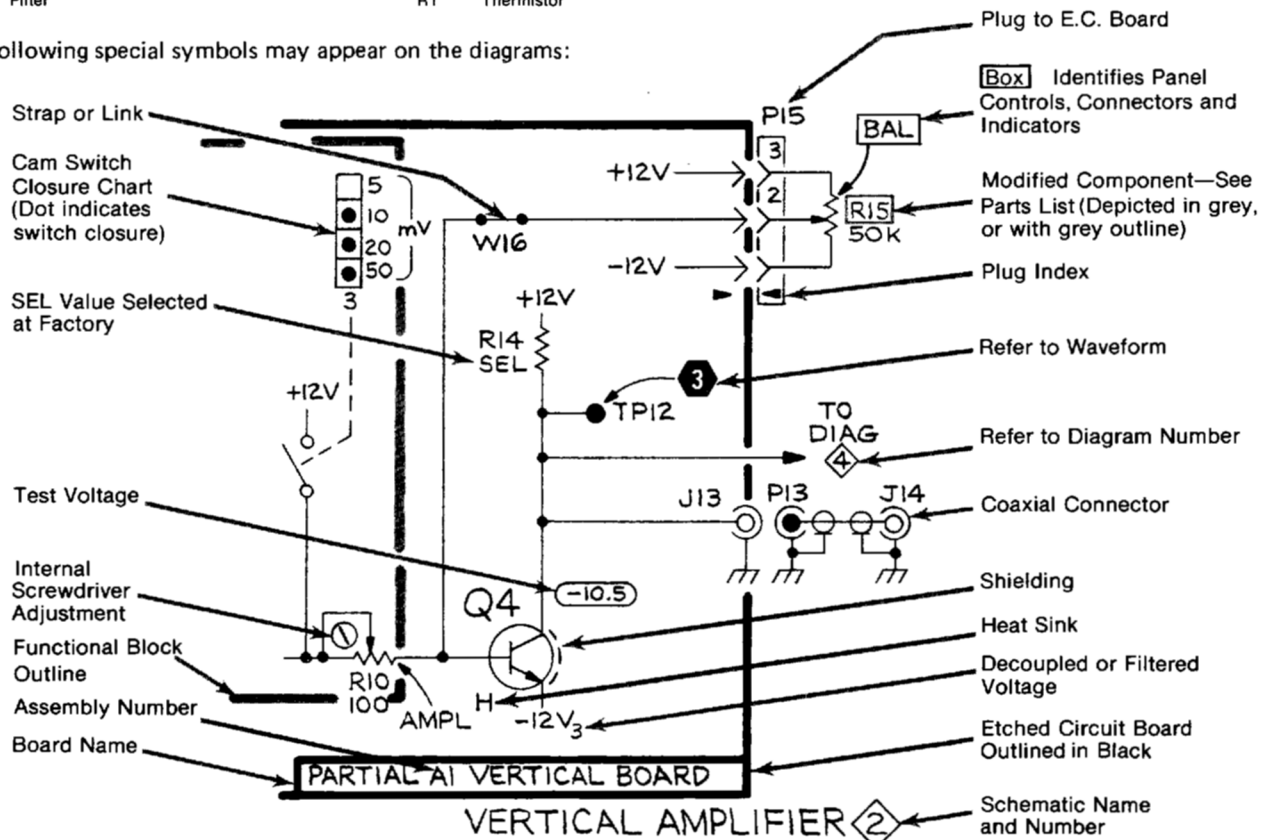 Filter
RT Thermistor
ollowing special symbols may appear on the diagrams:
Plug to E.C. Board
Box Identifies Panel
Controls, Connectors and
Indicators
Modified Component—See
Parts List (Depicted in grey,
or with grey outline)
Plug Index
Refer to Waveform
Refer to Diagram Number
Coaxial Connector
Shielding
Heat Sink
Decoupled or Filtered
Voltage
Etched Circuit Board
Outlined in Black
Schematic Name
and Number
Strap or Link
Cam Switch
Closure Chart
(Dot indicates
switch closure)
SEL Value Selected
at Factory
Test Voltage
Internal
Screwdriver
Adjustment
Functional Block
Outline
Assembly Number
Board Name
5
10
20
50
mV
3
+12V
W16
+12V
-12V
P15
3
2
BAL
R15
50K
+12V
R14
SEL
3
TP12
TO
DIAG
4
J13
P13
J14
-10.5
Q4
R10
100
AMPL
H
-12V3
PARTIAL A1 VERTICAL BOARD
VERTICAL AMPLIFIER 2